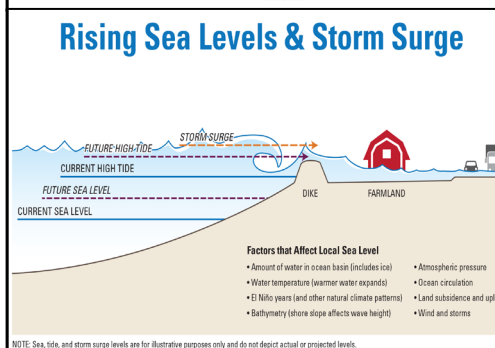 Rising Sea Levels & Storm Surge
STORM SURGE
FUTURE HIGH TIDE
CURRENT HIGH TIDE
FUTURE SEA LEVEL
CURRENT SEA LEVEL
DIKE
FARMLAND
Factors that Affect Local Sea Level
• Amount of water in ocean basin (includes ice)
• Water temperature (warmer water expands)
• El Niño years (and other natural climate patterns)
• Bathymetry (shore slope affects wave height)
• Atmospheric pressure
• Ocean circulation
• Land subsidence and upl
• Wind and storms
NOTE: Sea, tide, and storm surge levels are for illustrative purposes only and do not depict actual or projected levels.